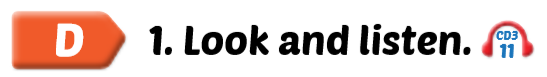 D 1. Look and listen. CD3 11